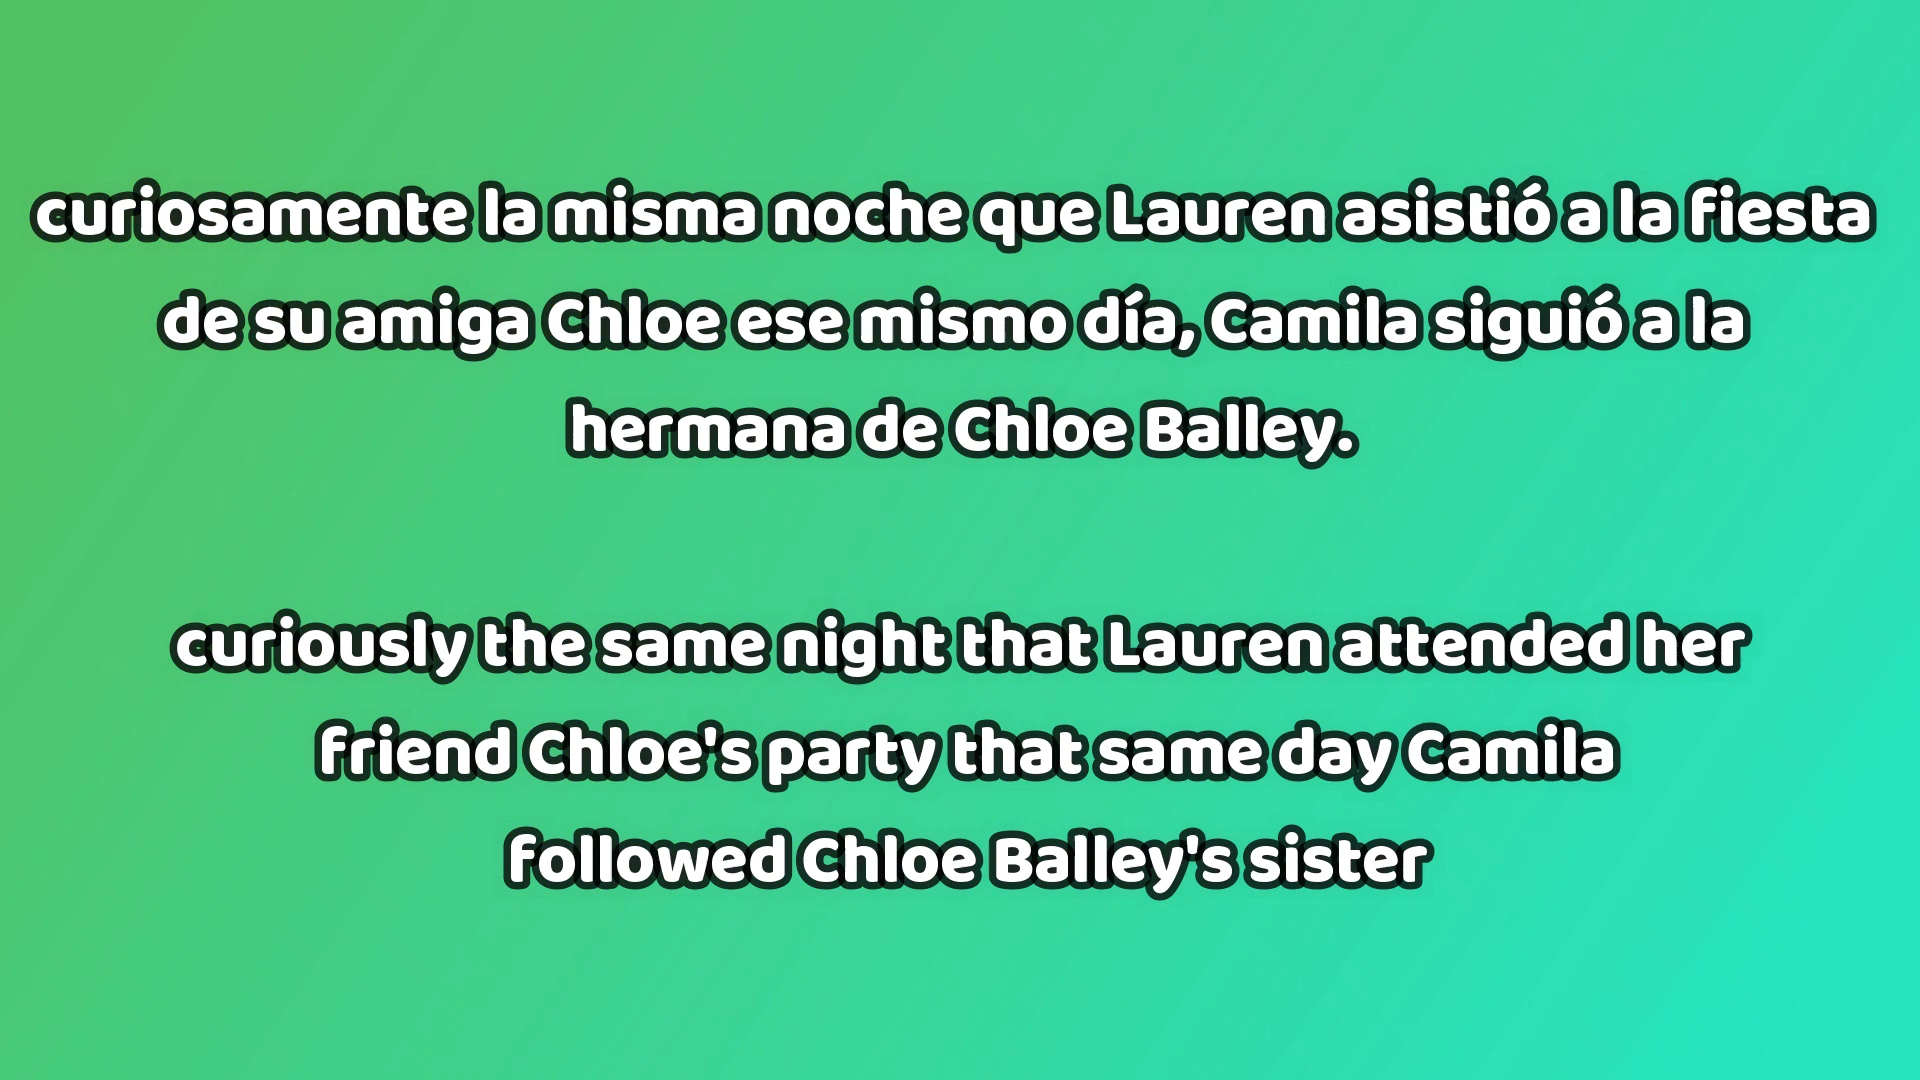 curiosamente la misma noche que Lauren asistió a la fiesta
de su amiga Chloe ese mismo día, Camila siguió a la
hermana de Chloe Balley.
curiously the same night that Lauren attended her
friend Chloe's party that same day Camila
followed Chloe Balley's sister